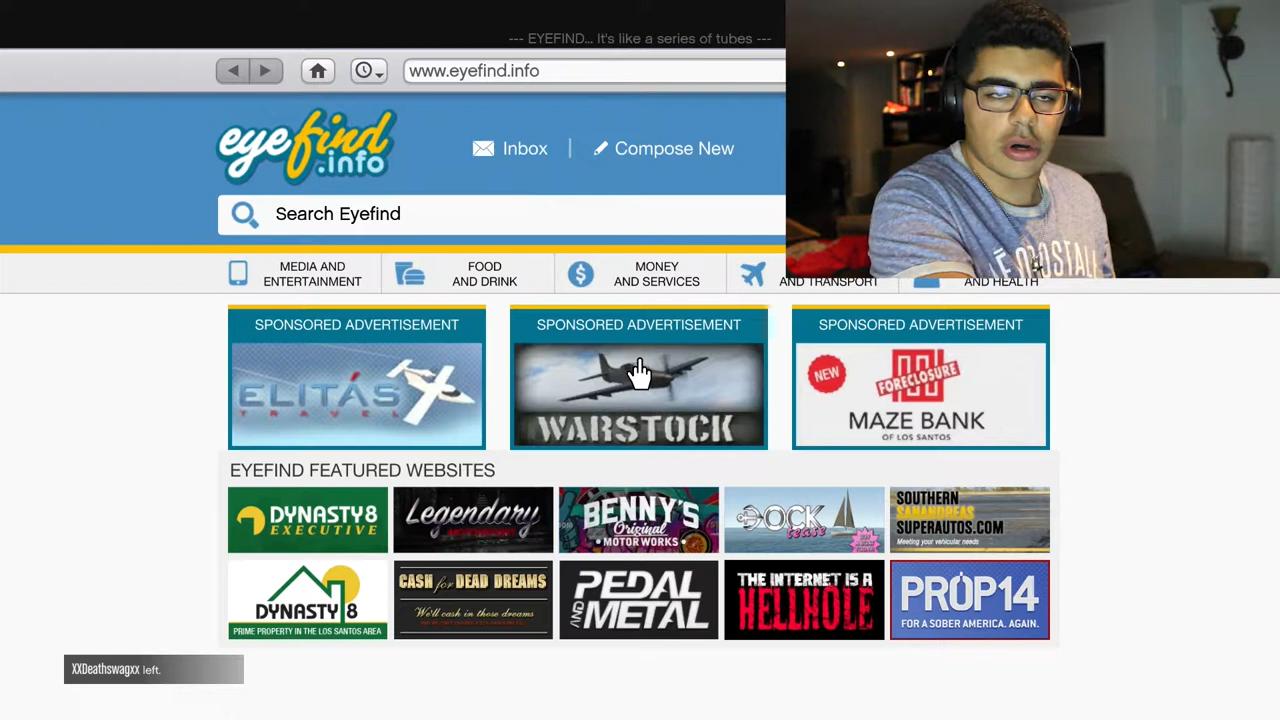 --- EYEFIND... It's like a series of tubes ---
www.eyefind.info
eyefind
.info
Inbox
Compose New
Search Eyefind
MEDIA AND
ENTERTAINMENT
FOOD
AND DRINK
MONEY
AND SERVICES
AND TRANSPORT
AND HEALTH
SPONSORED ADVERTISEMENT
ELITÁS
TRAVEL
SPONSORED ADVERTISEMENT
WARSTOCK
SPONSORED ADVERTISEMENT
NEW
FORECLOSURE
MAZE BANK
OF LOS SANTOS
EYEFIND FEATURED WEBSITES
DYNASTY8
EXECUTIVE
Legendary
BENNY'S
Original
MOTORWORKS
DOCK
tease
SOUTHERN
SANANDREAS
SUPERAUTOS.COM
Meeting your vehicular needs
DYNASTY 8
PRIME PROPERTY IN THE LOS SANTOS AREA
CASH for DEAD DREAMS
We'll cash in those dreams
PEDAL
AND METAL
THE INTERNET IS A
HELLHOLE
PROP14
FOR A SOBER AMERICA. AGAIN.
XXDeathswagxx left.